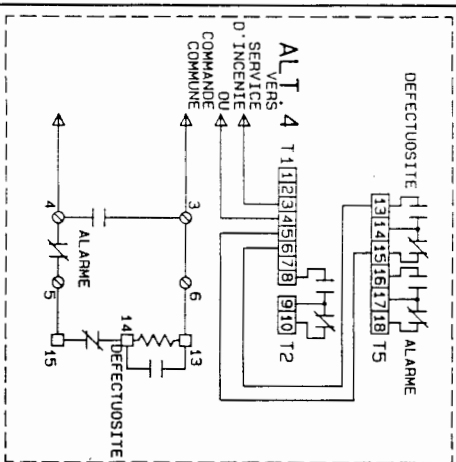 ALT. 4
VERS
SERVICE
D'INCENIE
OU
COMMANDE
COMMUNE
T1 1 2 3 4 5 6 7 8
9 10 T2
DEFECTUOSITE
13 14 15 16 17 18
T5
ALARME
3
6
13
4
ALARME
5
14
DEFECTUOSITE
15